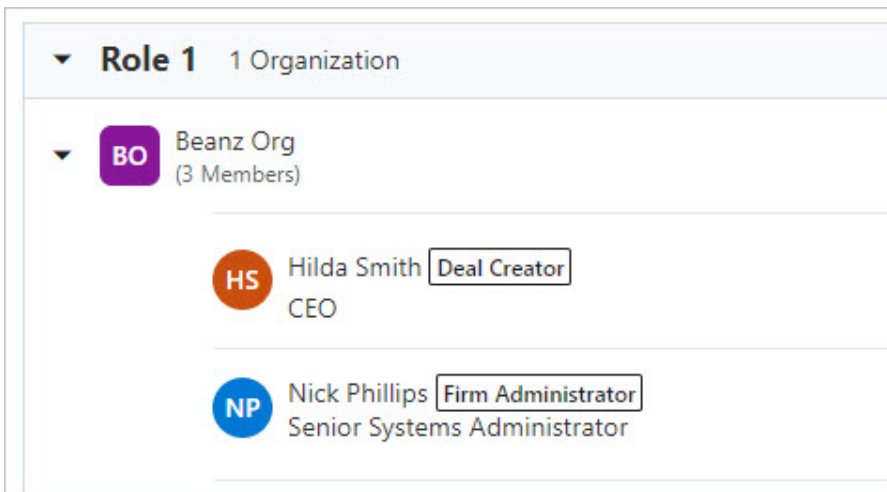 Role 1 1 Organization
BO Beanz Org
(3 Members)
HS Hilda Smith Deal Creator
CEO
NP Nick Phillips Firm Administrator
Senior Systems Administrator